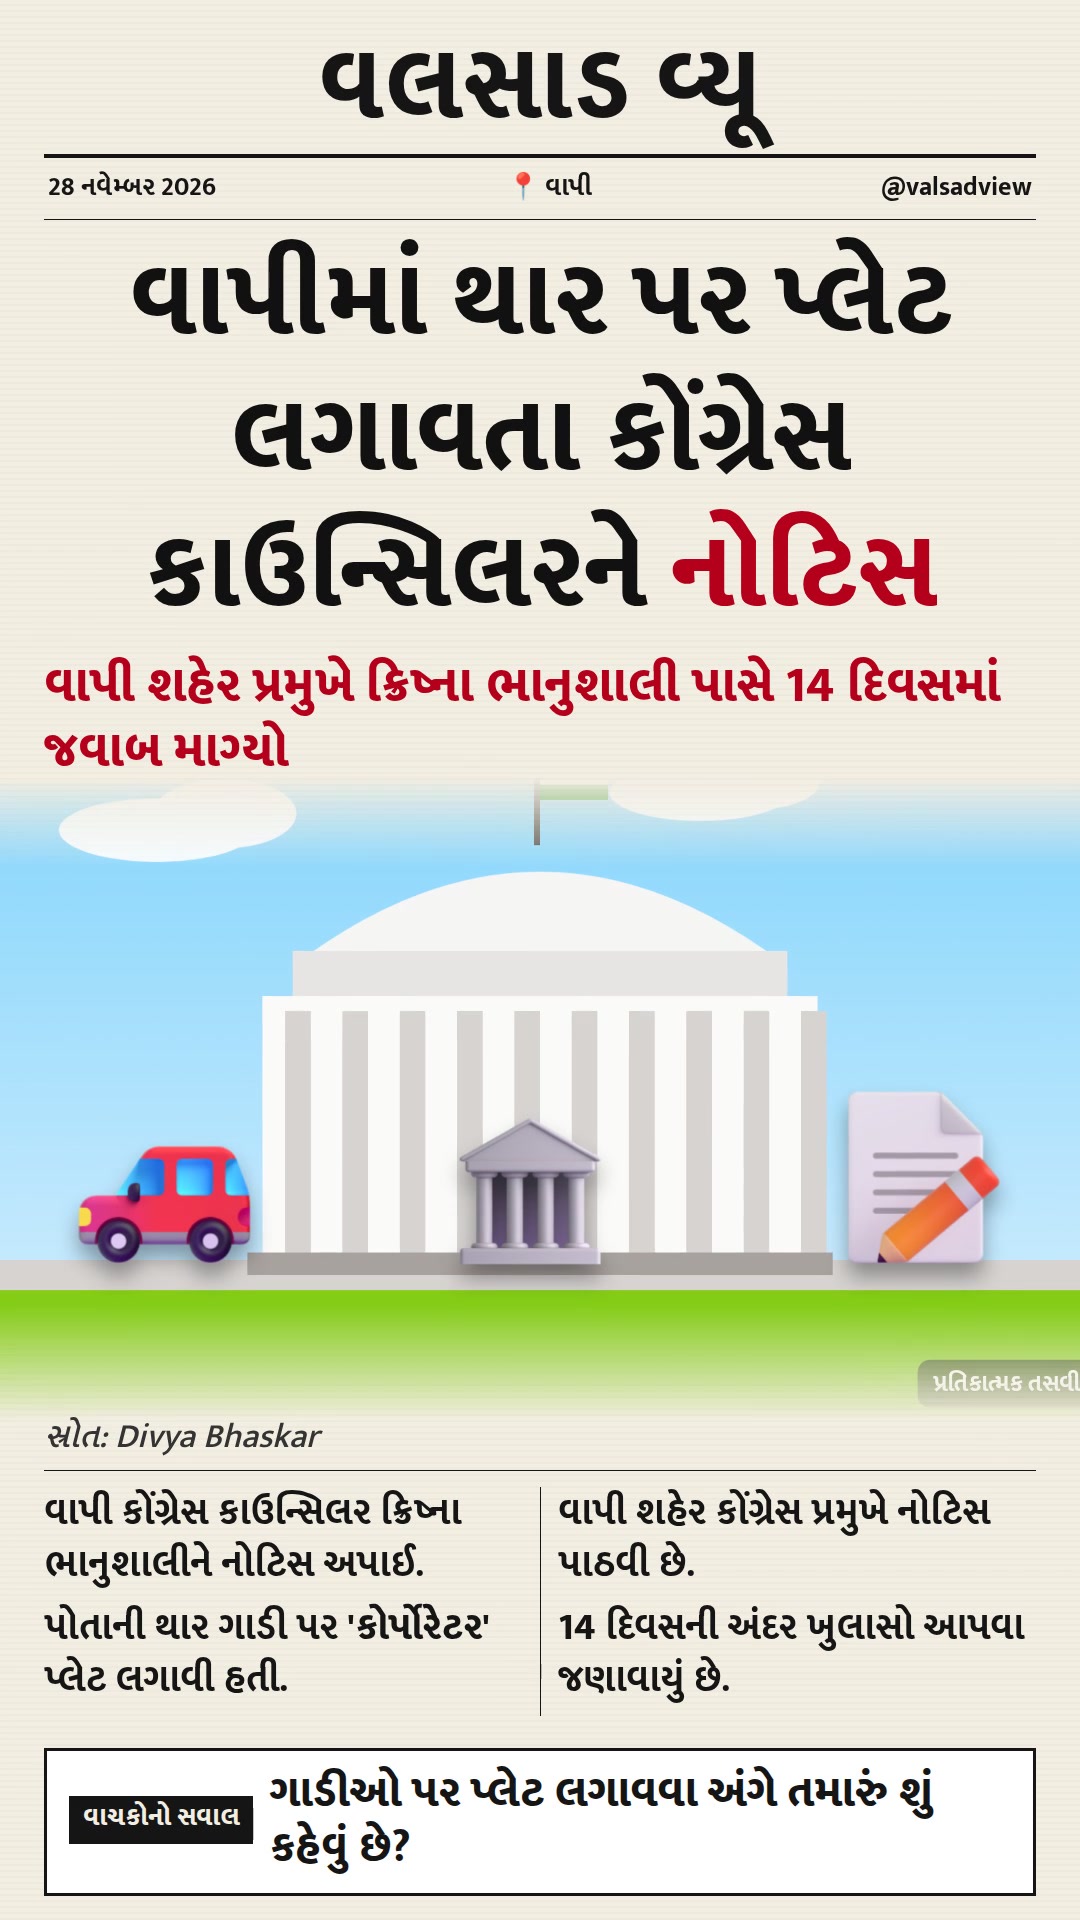 વલસાડ વ્યૂ
28 નવેમ્બર 2026
📍 વાપી
@valsadview
વાપીમાં થાર પર પ્લેટ
લગાવતા કોંગ્રેસ
કાઉન્સિલરને નોટિસ
વાપી શહેર પ્રમુખે ક્રિષ્ના ભાનુશાલી પાસે 14 દિવસમાં
જવાબ માગ્યો
પ્રતિકાત્મક તસવી
સ્રોત: Divya Bhaskar
વાપી કોંગ્રેસ કાઉન્સિલર ક્રિષ્ના
ભાનુશાલીને નોટિસ અપાઈ.
પોતાની થાર ગાડી પર 'કોર્પોરેટર'
પ્લેટ લગાવી હતી.
વાપી શહેર કોંગ્રેસ પ્રમુખે નોટિસ
પાઠવી છે.
14 દિવસની અંદર ખુલાસો આપવા
જણાવાયું છે.
વાચકોનો સવાલ
ગાડીઓ પર પ્લેટ લગાવવા અંગે તમારું શું
કહેવું છે?